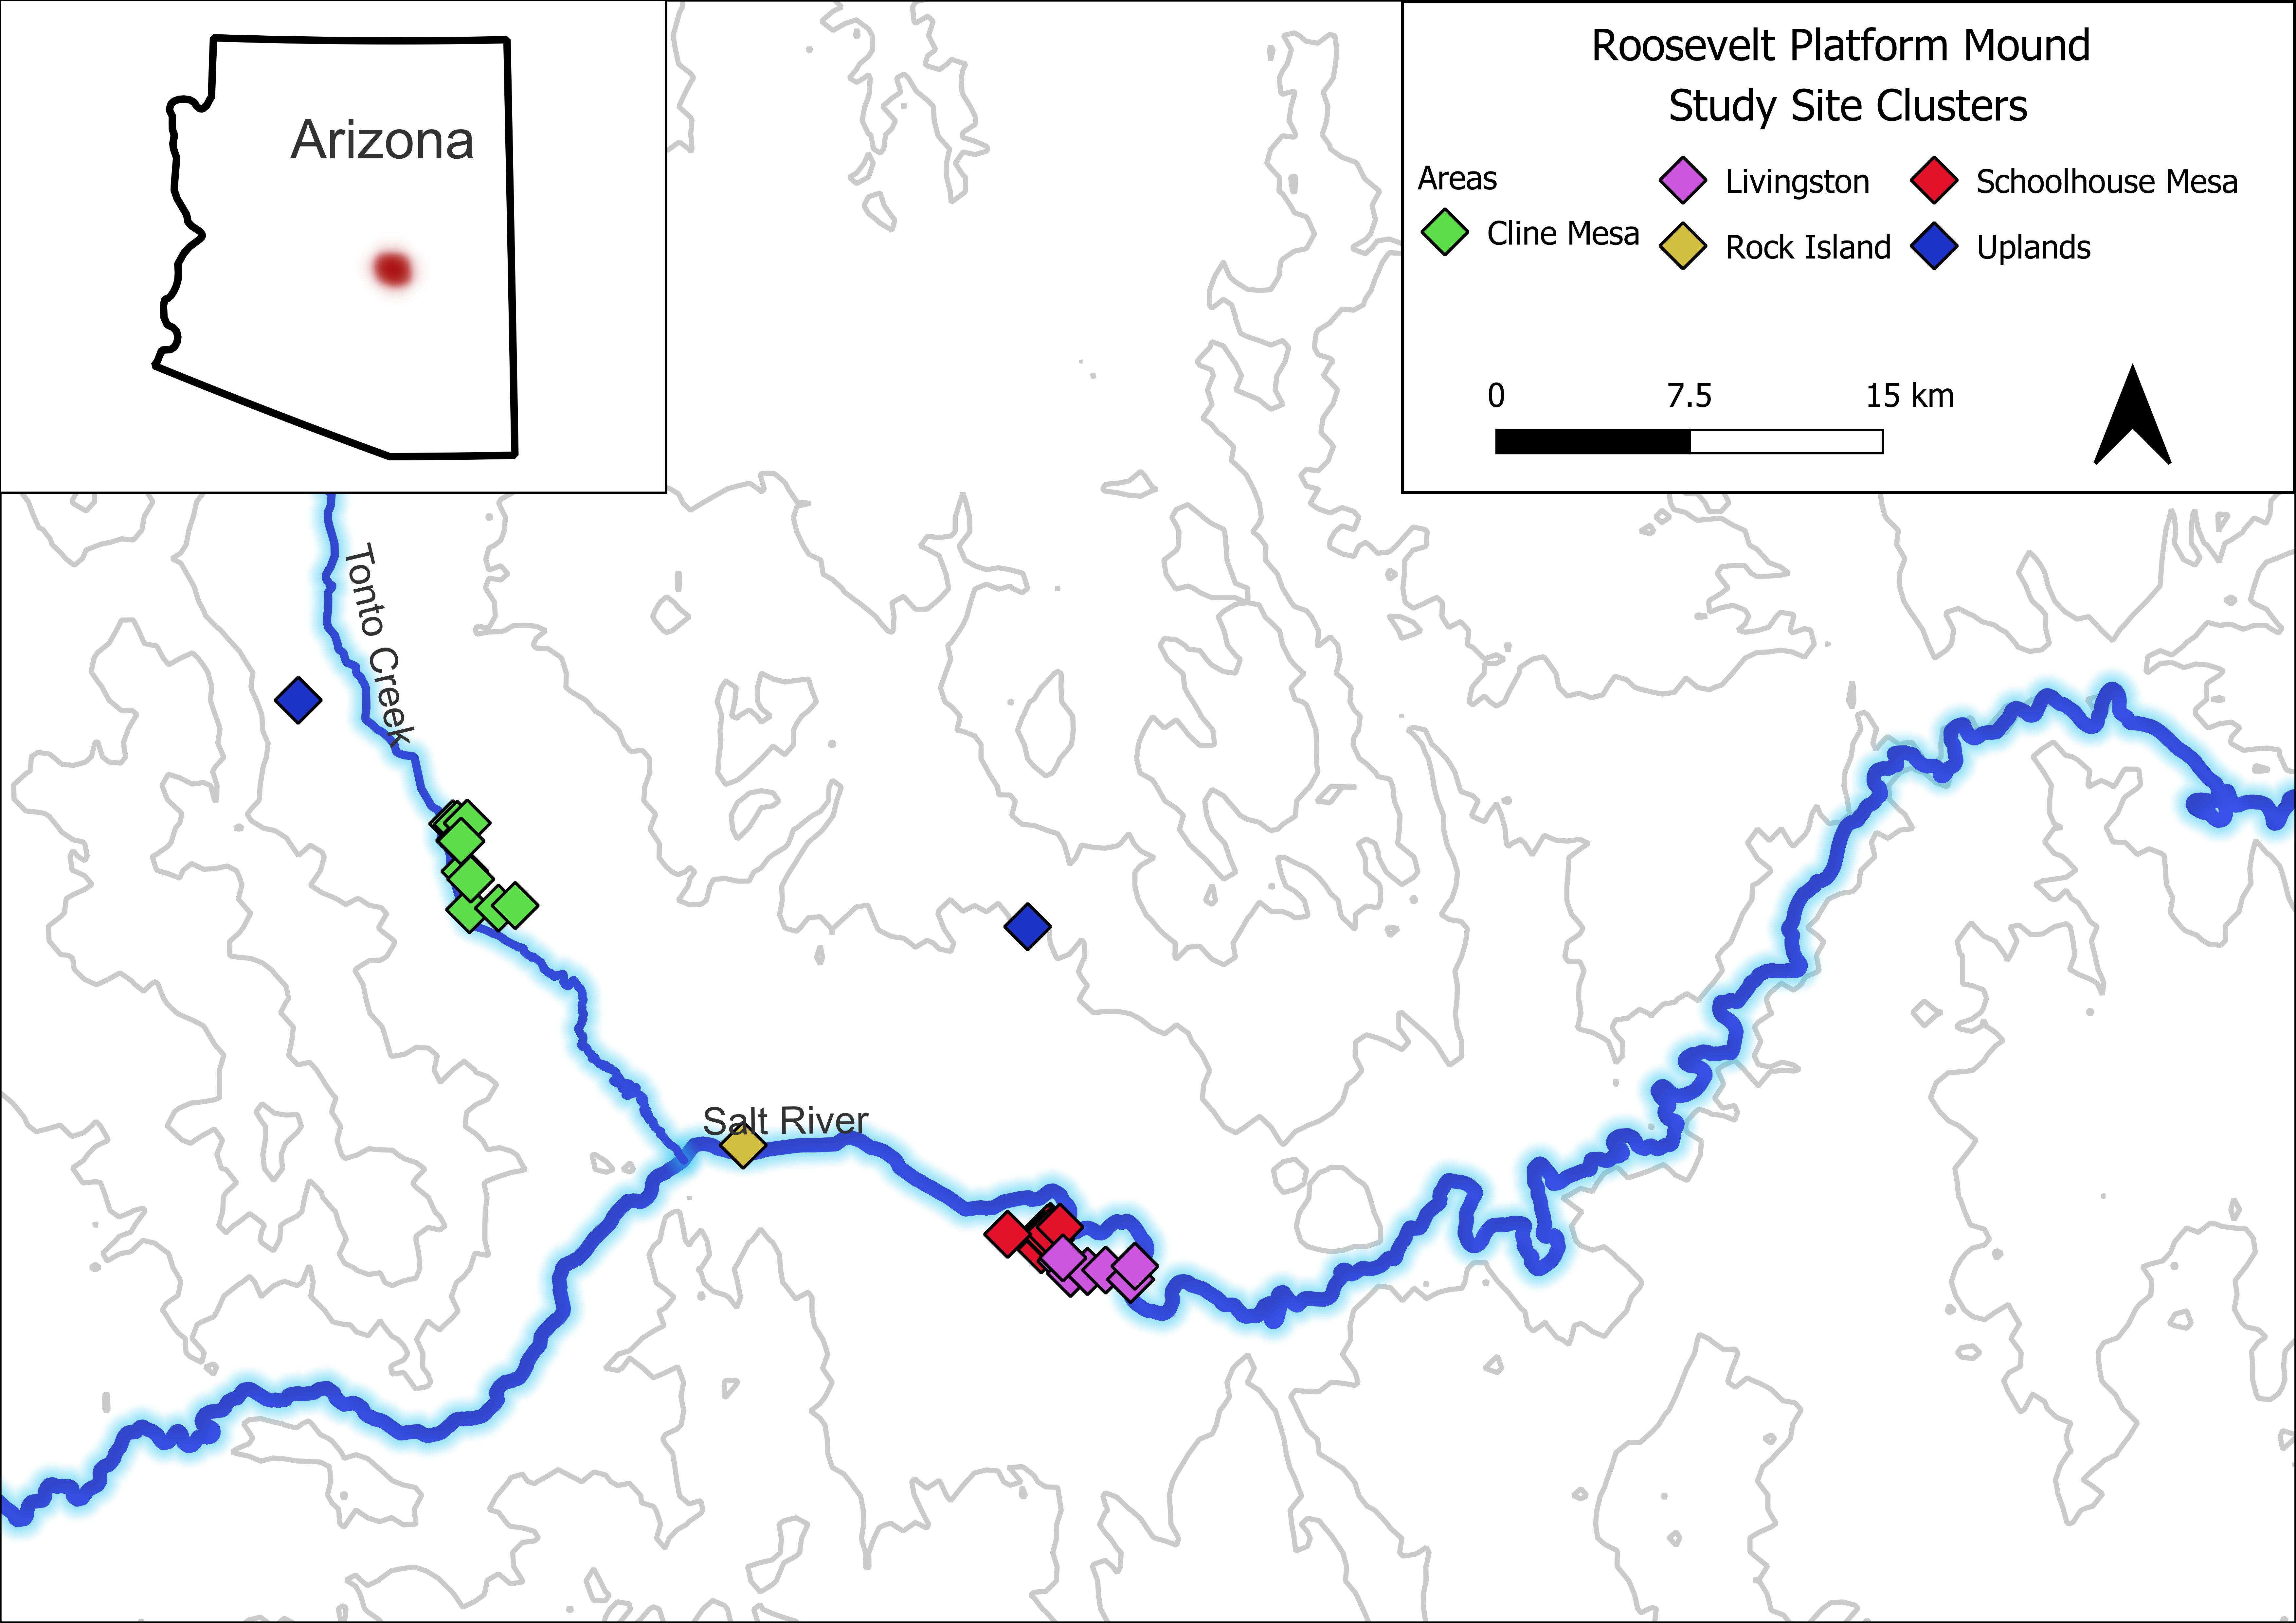 Arizona
Roosevelt Platform Mound
Study Site Clusters
Areas
Cline Mesa
Livingston
Rock Island
Schoolhouse Mesa
Uplands
0 7.5 15 km
Tonto Creek
Salt River